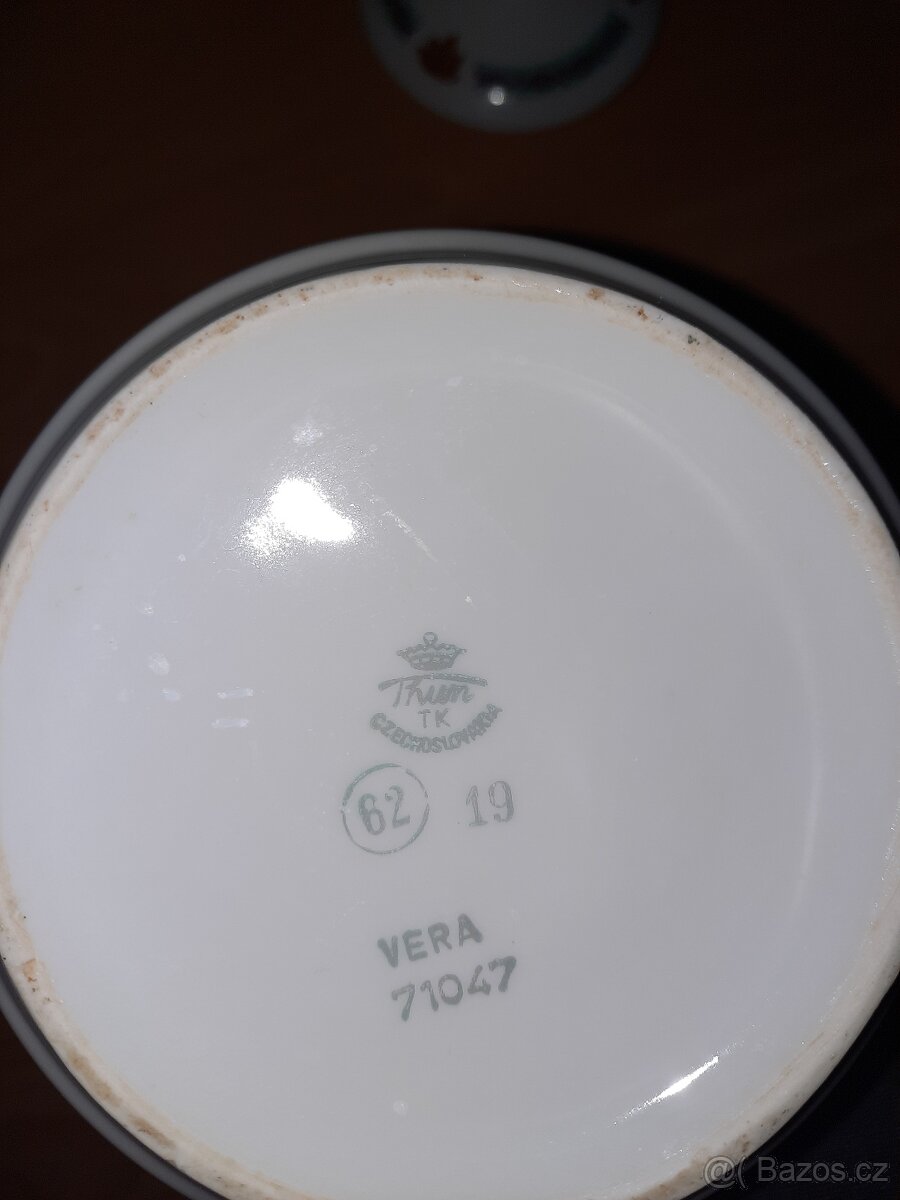 Thun
TK
CZECHOSLOVAKIA
62 19
VERA
71047
@( Bazos.cz